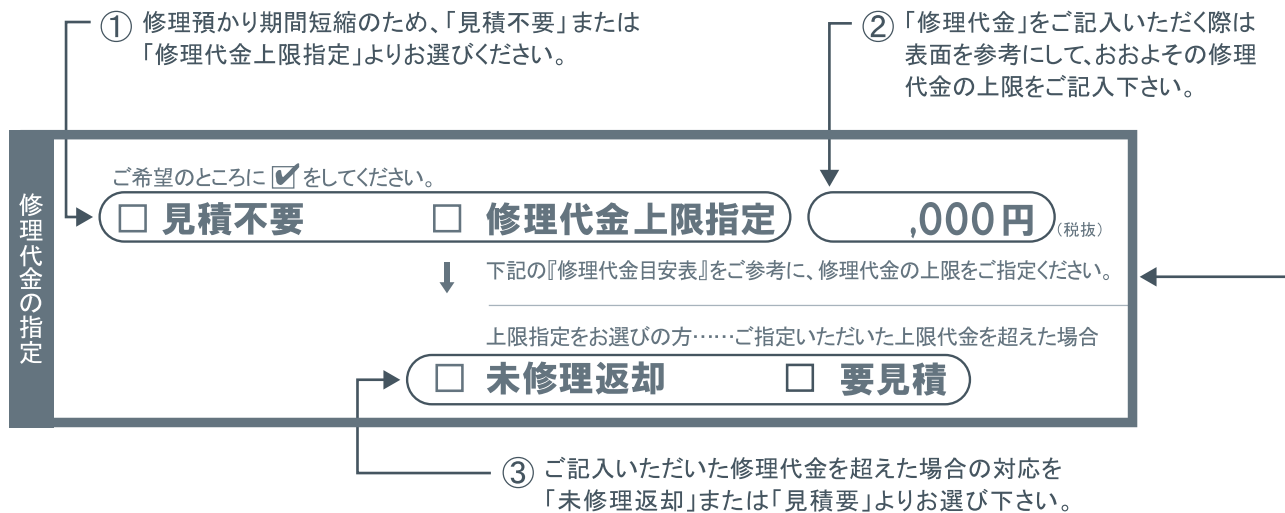 ① 修理預かり期間短縮のため、「見積不要」または
「修理代金上限指定」よりお選びください。
② 「修理代金」をご記入いただく際は
表面を参考にして、おおよその修理
代金の上限をご記入下さい。
修理代金の指定
ご希望のところに☑をしてください。
□ 見積不要 □ 修理代金上限指定 ,000円 (税抜)
下記の『修理代金目安表』をご参考に、修理代金の上限をご指定ください。
上限指定をお選びの方……ご指定いただいた上限代金を超えた場合
□ 未修理返却 □ 要見積
③ ご記入いただいた修理代金を超えた場合の対応を
「未修理返却」または「見積要」よりお選び下さい。